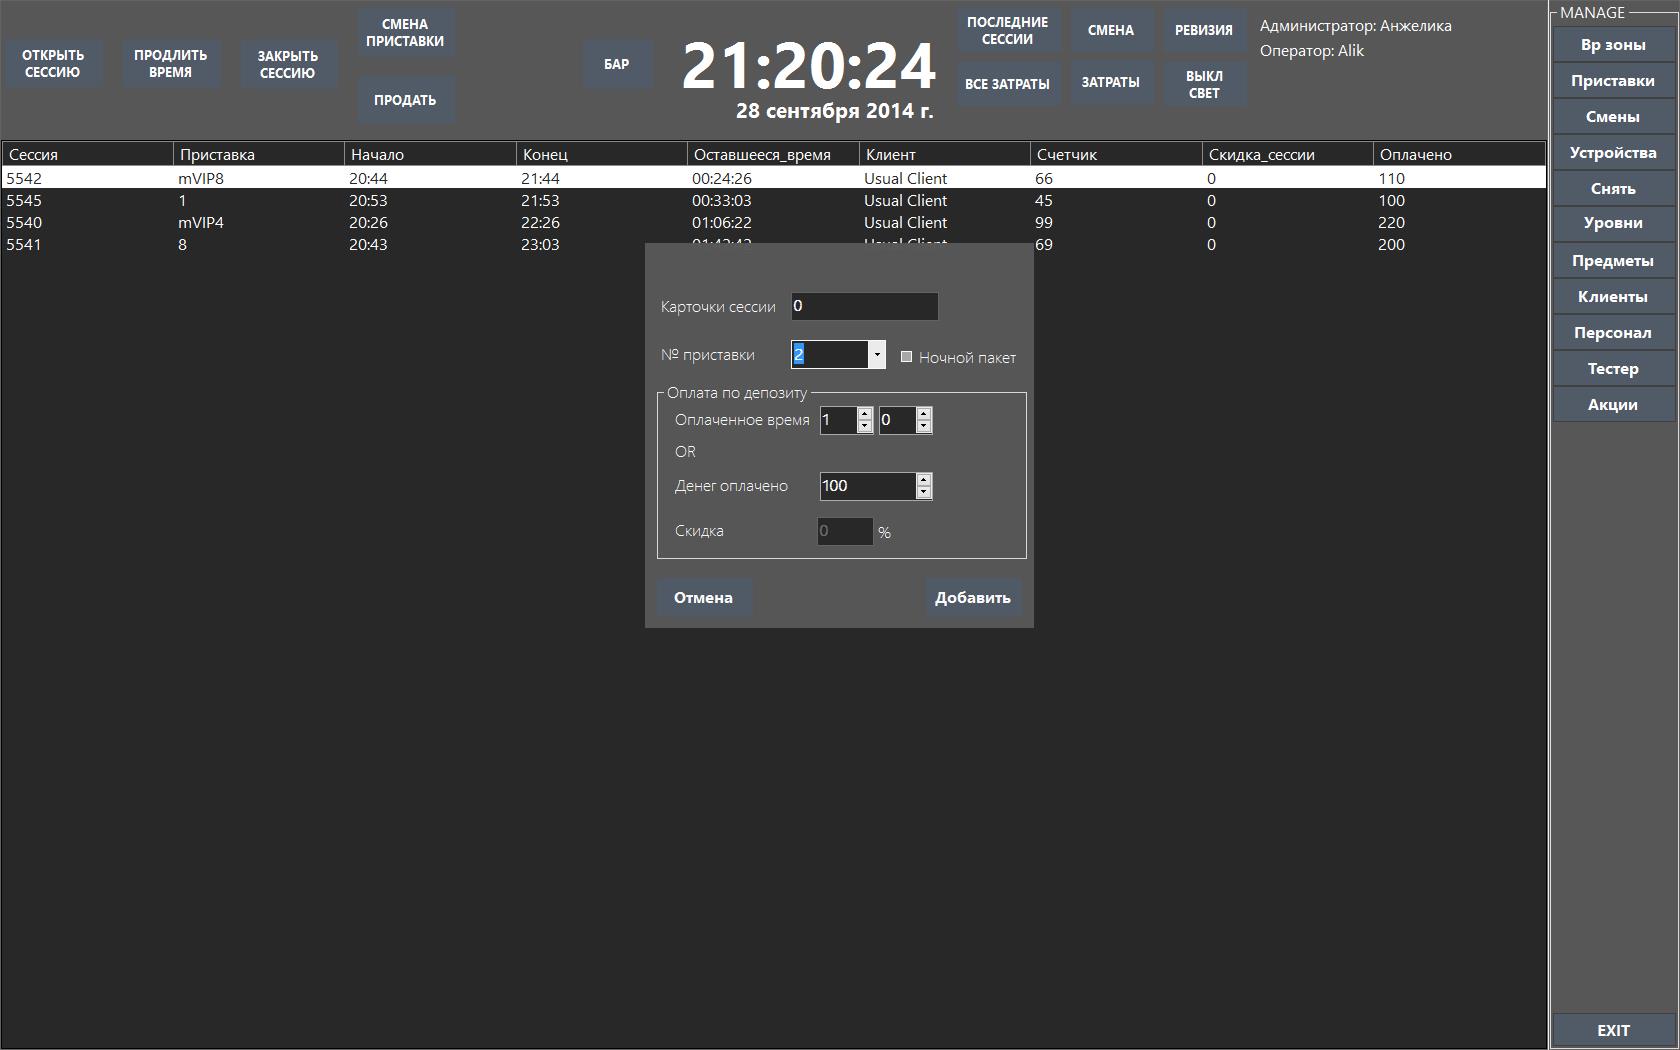 ОТКРЫТЬ
СЕССИЮ
ПРОДЛИТЬ
ВРЕМЯ
ЗАКРЫТЬ
СЕССИЮ
СМЕНА
ПРИСТАВКИ
ПРОДАТЬ
БАР
21:20:24
28 сентября 2014 г.
ПОСЛЕДНИЕ
СЕССИИ
СМЕНА
РЕВИЗИЯ
ВСЕ ЗАТРАТЫ
ЗАТРАТЫ
ВЫКЛ
СВЕТ
Администратор: Анжелика
Оператор: Alik
Сессия Приставка Начало Конец Оставшееся_время Клиент Счетчик Скидка_сессии Оплачено
5542 mVIP8 20:44 21:44 00:24:26 Usual Client 66 0 110
5545 1 20:53 21:53 00:33:03 Usual Client 45 0 100
5540 mVIP4 20:26 22:26 01:06:22 Usual Client 99 0 220
5541 8 20:43 23:03 Usual Client 69 0 200
Карточки сессии 0
№ приставки 2 Ночной пакет
Оплата по депозиту
Оплаченное время 1 0
OR
Денег оплачено 100
Скидка 0 %
Отмена Добавить
MANAGE
Вр зоны
Приставки
Смены
Устройства
Снять
Уровни
Предметы
Клиенты
Персонал
Тестер
Акции
EXIT